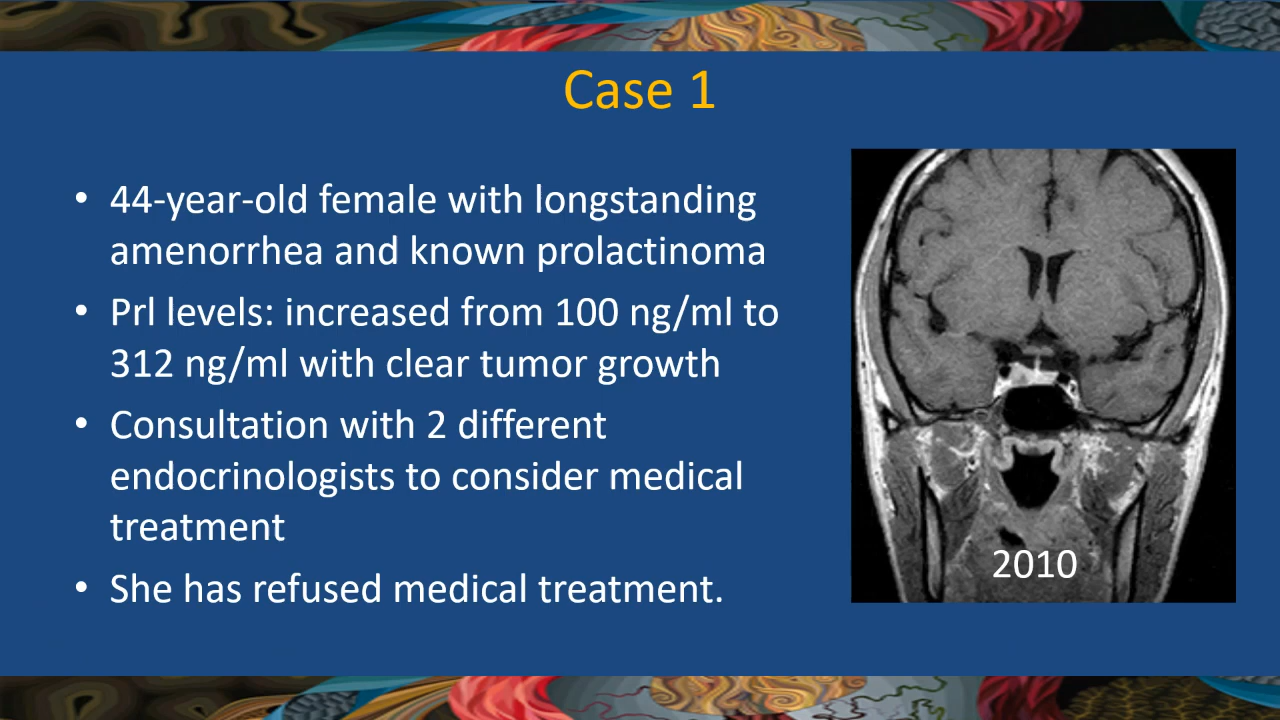 Case 1
• 44-year-old female with longstanding
amenorrhea and known prolactinoma
• Prl levels: increased from 100 ng/ml to
312 ng/ml with clear tumor growth
• Consultation with 2 different
endocrinologists to consider medical
treatment
• She has refused medical treatment.
2010